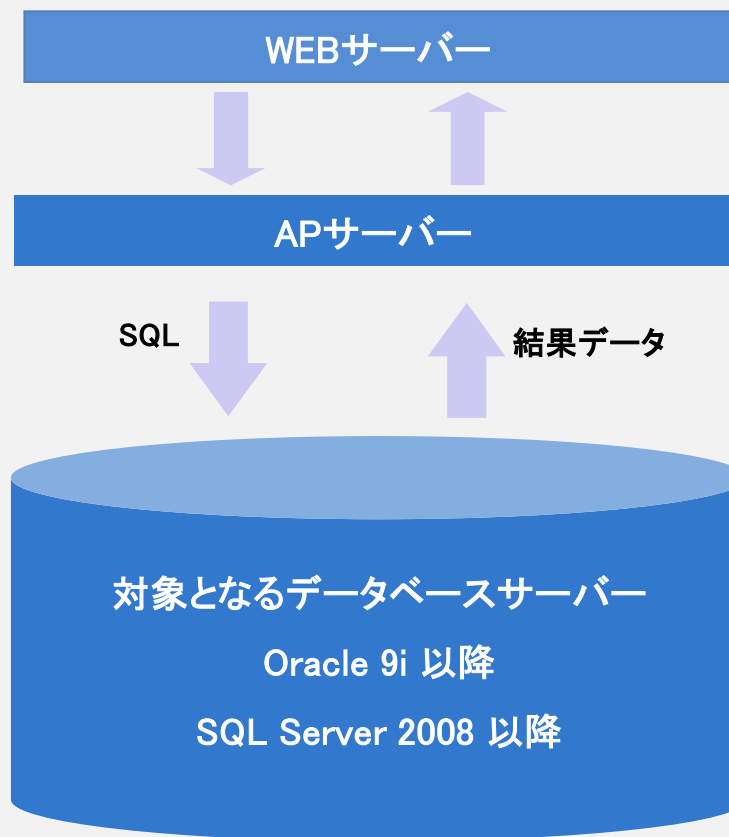 WEBサーバー
APサーバー
SQL
結果データ
対象となるデータベースサーバー
Oracle 9i 以降
SQL Server 2008 以降